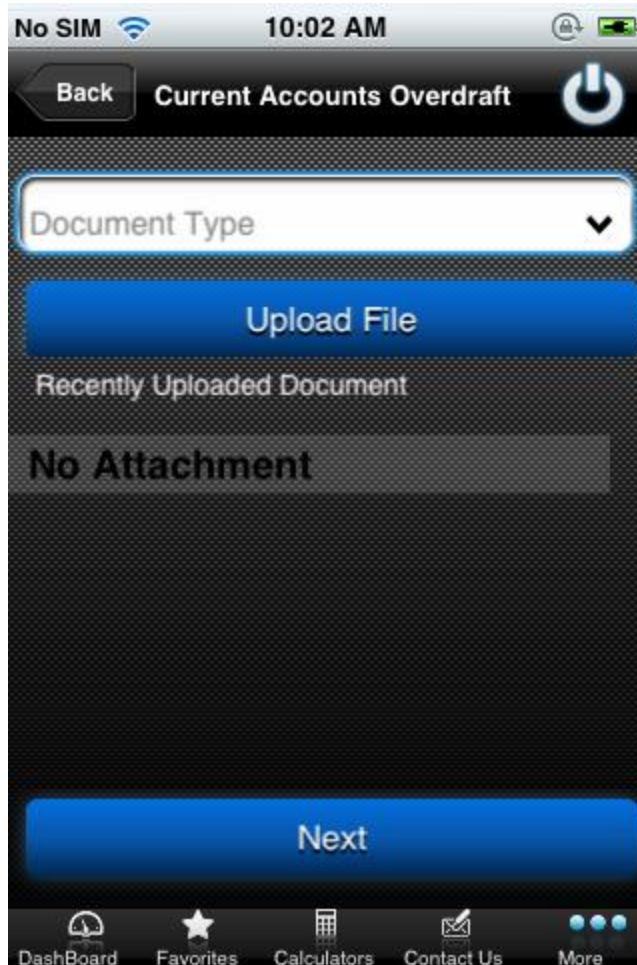 No SIM 10:02 AM
Back Current Accounts Overdraft
Document Type
Upload File
Recently Uploaded Document
No Attachment
Next
DashBoard Favorites Calculators Contact Us More